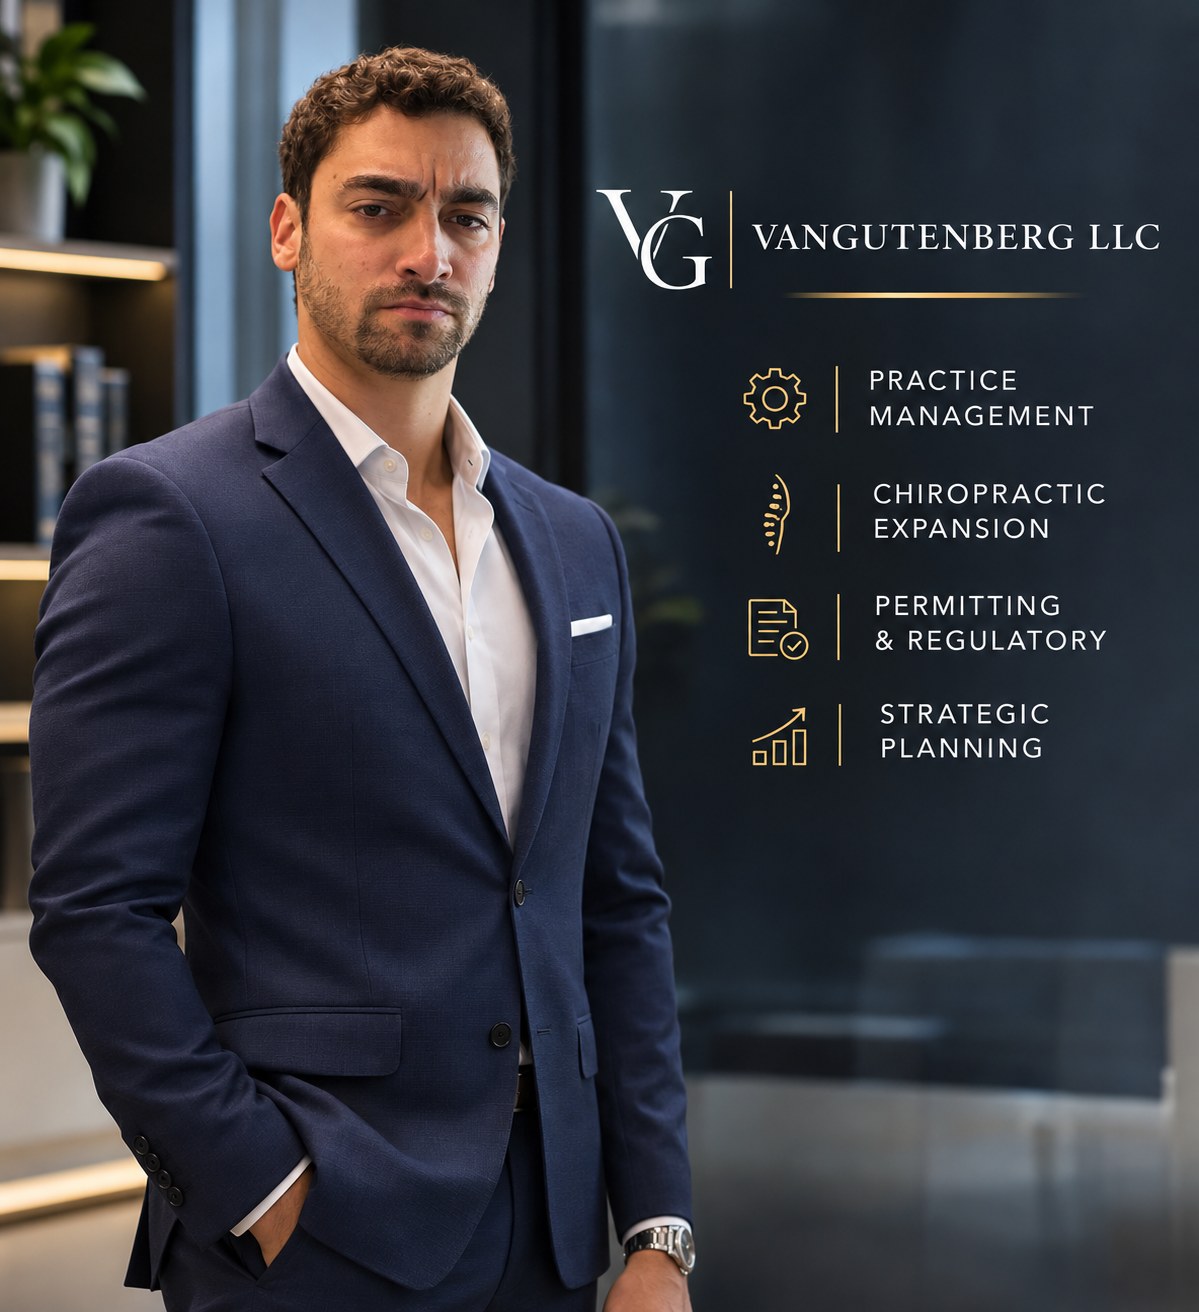 VG
VANGUTENBERG LLC
PRACTICE
MANAGEMENT
CHIROPRACTIC
EXPANSION
PERMITTING
& REGULATORY
STRATEGIC
PLANNING